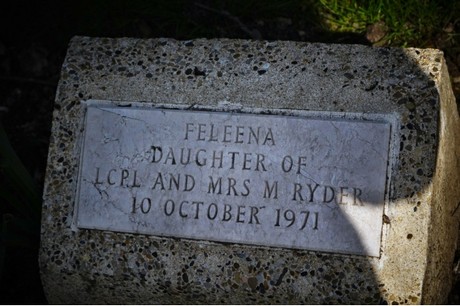 FELEENA
DAUGHTER OF
LCPL AND MRS M RYDER
10 OCTOBER 1971